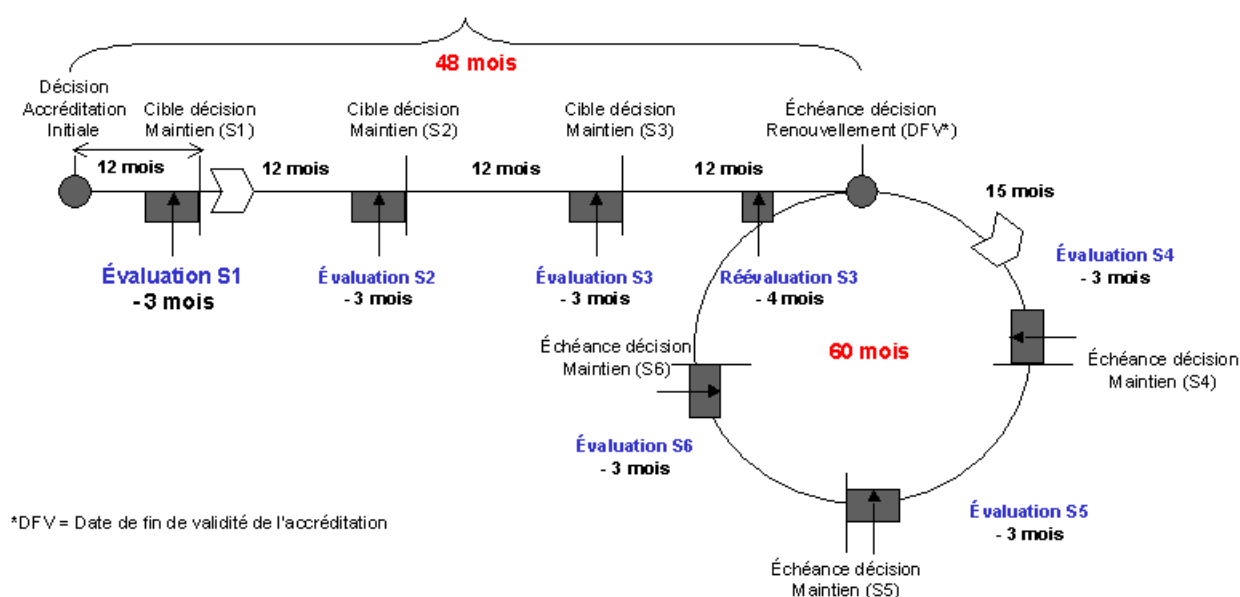 48 mois
Décision
Accréditation
Initiale
Cible décision
Maintien (S1)
Cible décision
Maintien (S2)
Cible décision
Maintien (S3)
Échéance décision
Renouvellement (DFV*)
12 mois
12 mois
12 mois
12 mois
15 mois
Évaluation S1
- 3 mois
Évaluation S2
- 3 mois
Évaluation S3
- 3 mois
Réévaluation S3
- 4 mois
Évaluation S4
- 3 mois
60 mois
Échéance décision
Maintien (S6)
Échéance décision
Maintien (S4)
Évaluation S6
- 3 mois
Évaluation S5
- 3 mois
*DFV = Date de fin de validité de l'accréditation
Échéance décision
Maintien (S5)